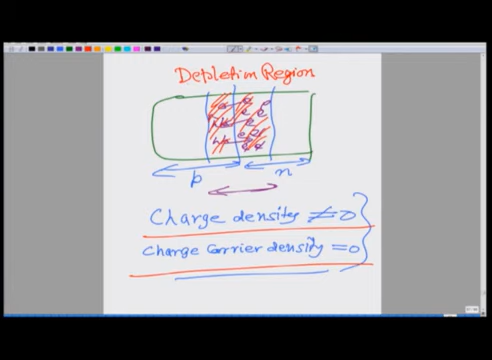 Depletion Region
p
n
Charge density ≠ 0
Charge carrier density = 0